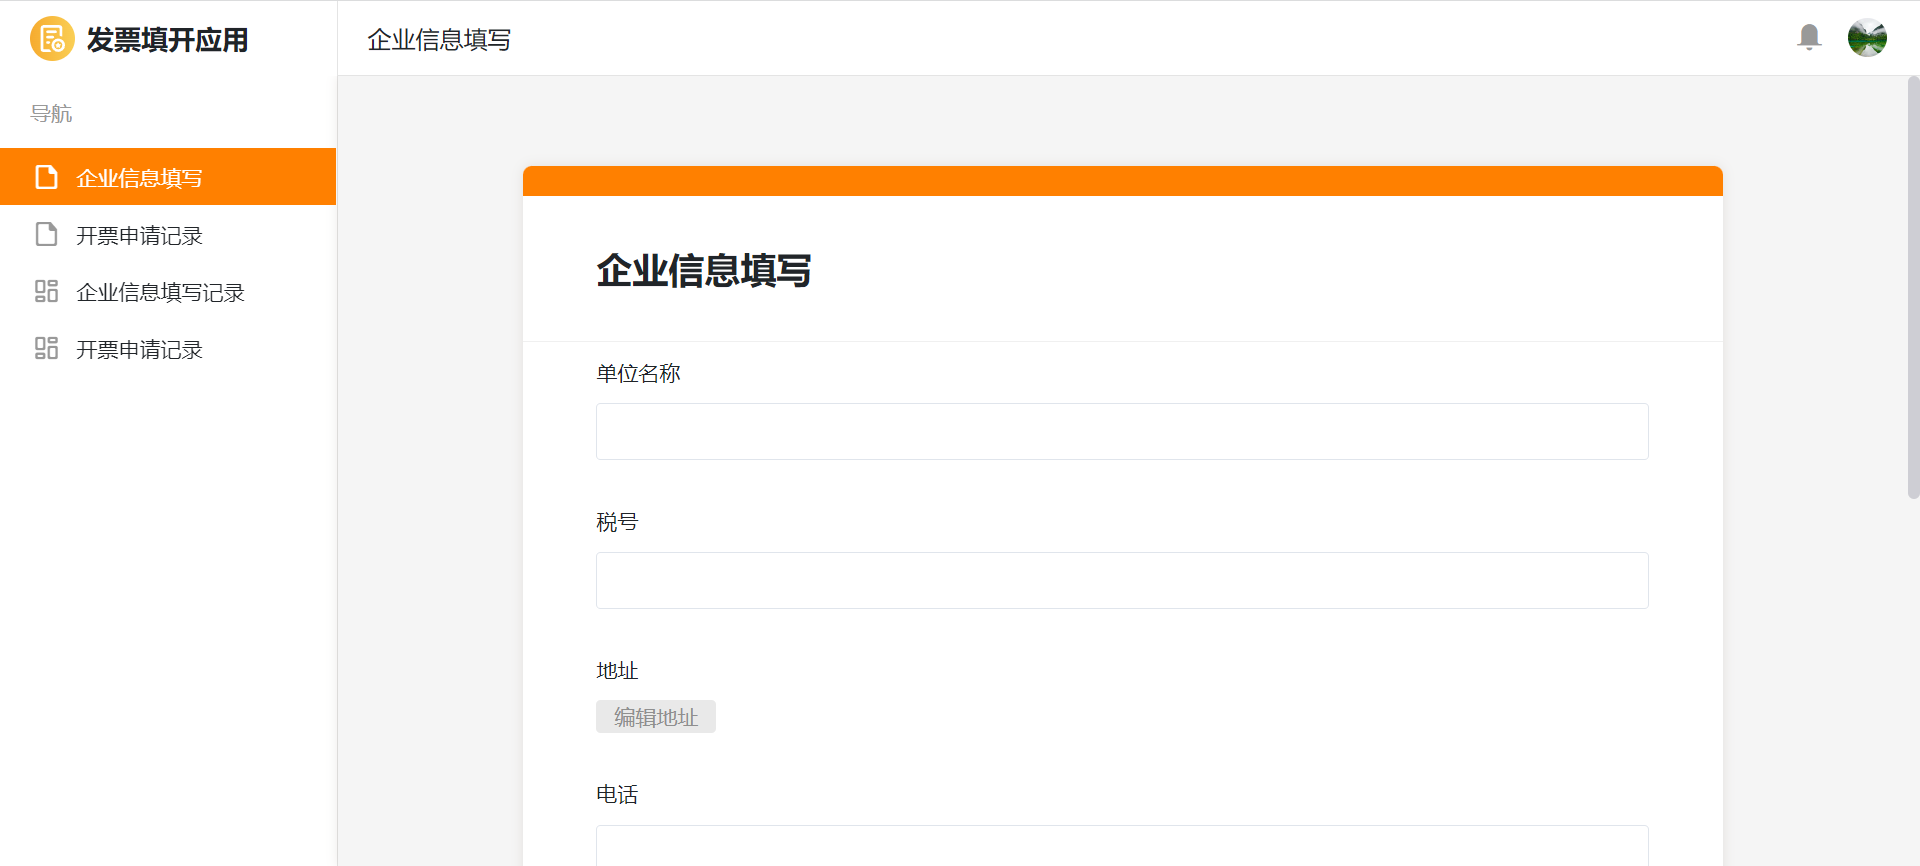 发票填开应用
企业信息填写
导航
企业信息填写
开票申请记录
企业信息填写记录
开票申请记录
企业信息填写
单位名称
税号
地址
编辑地址
电话